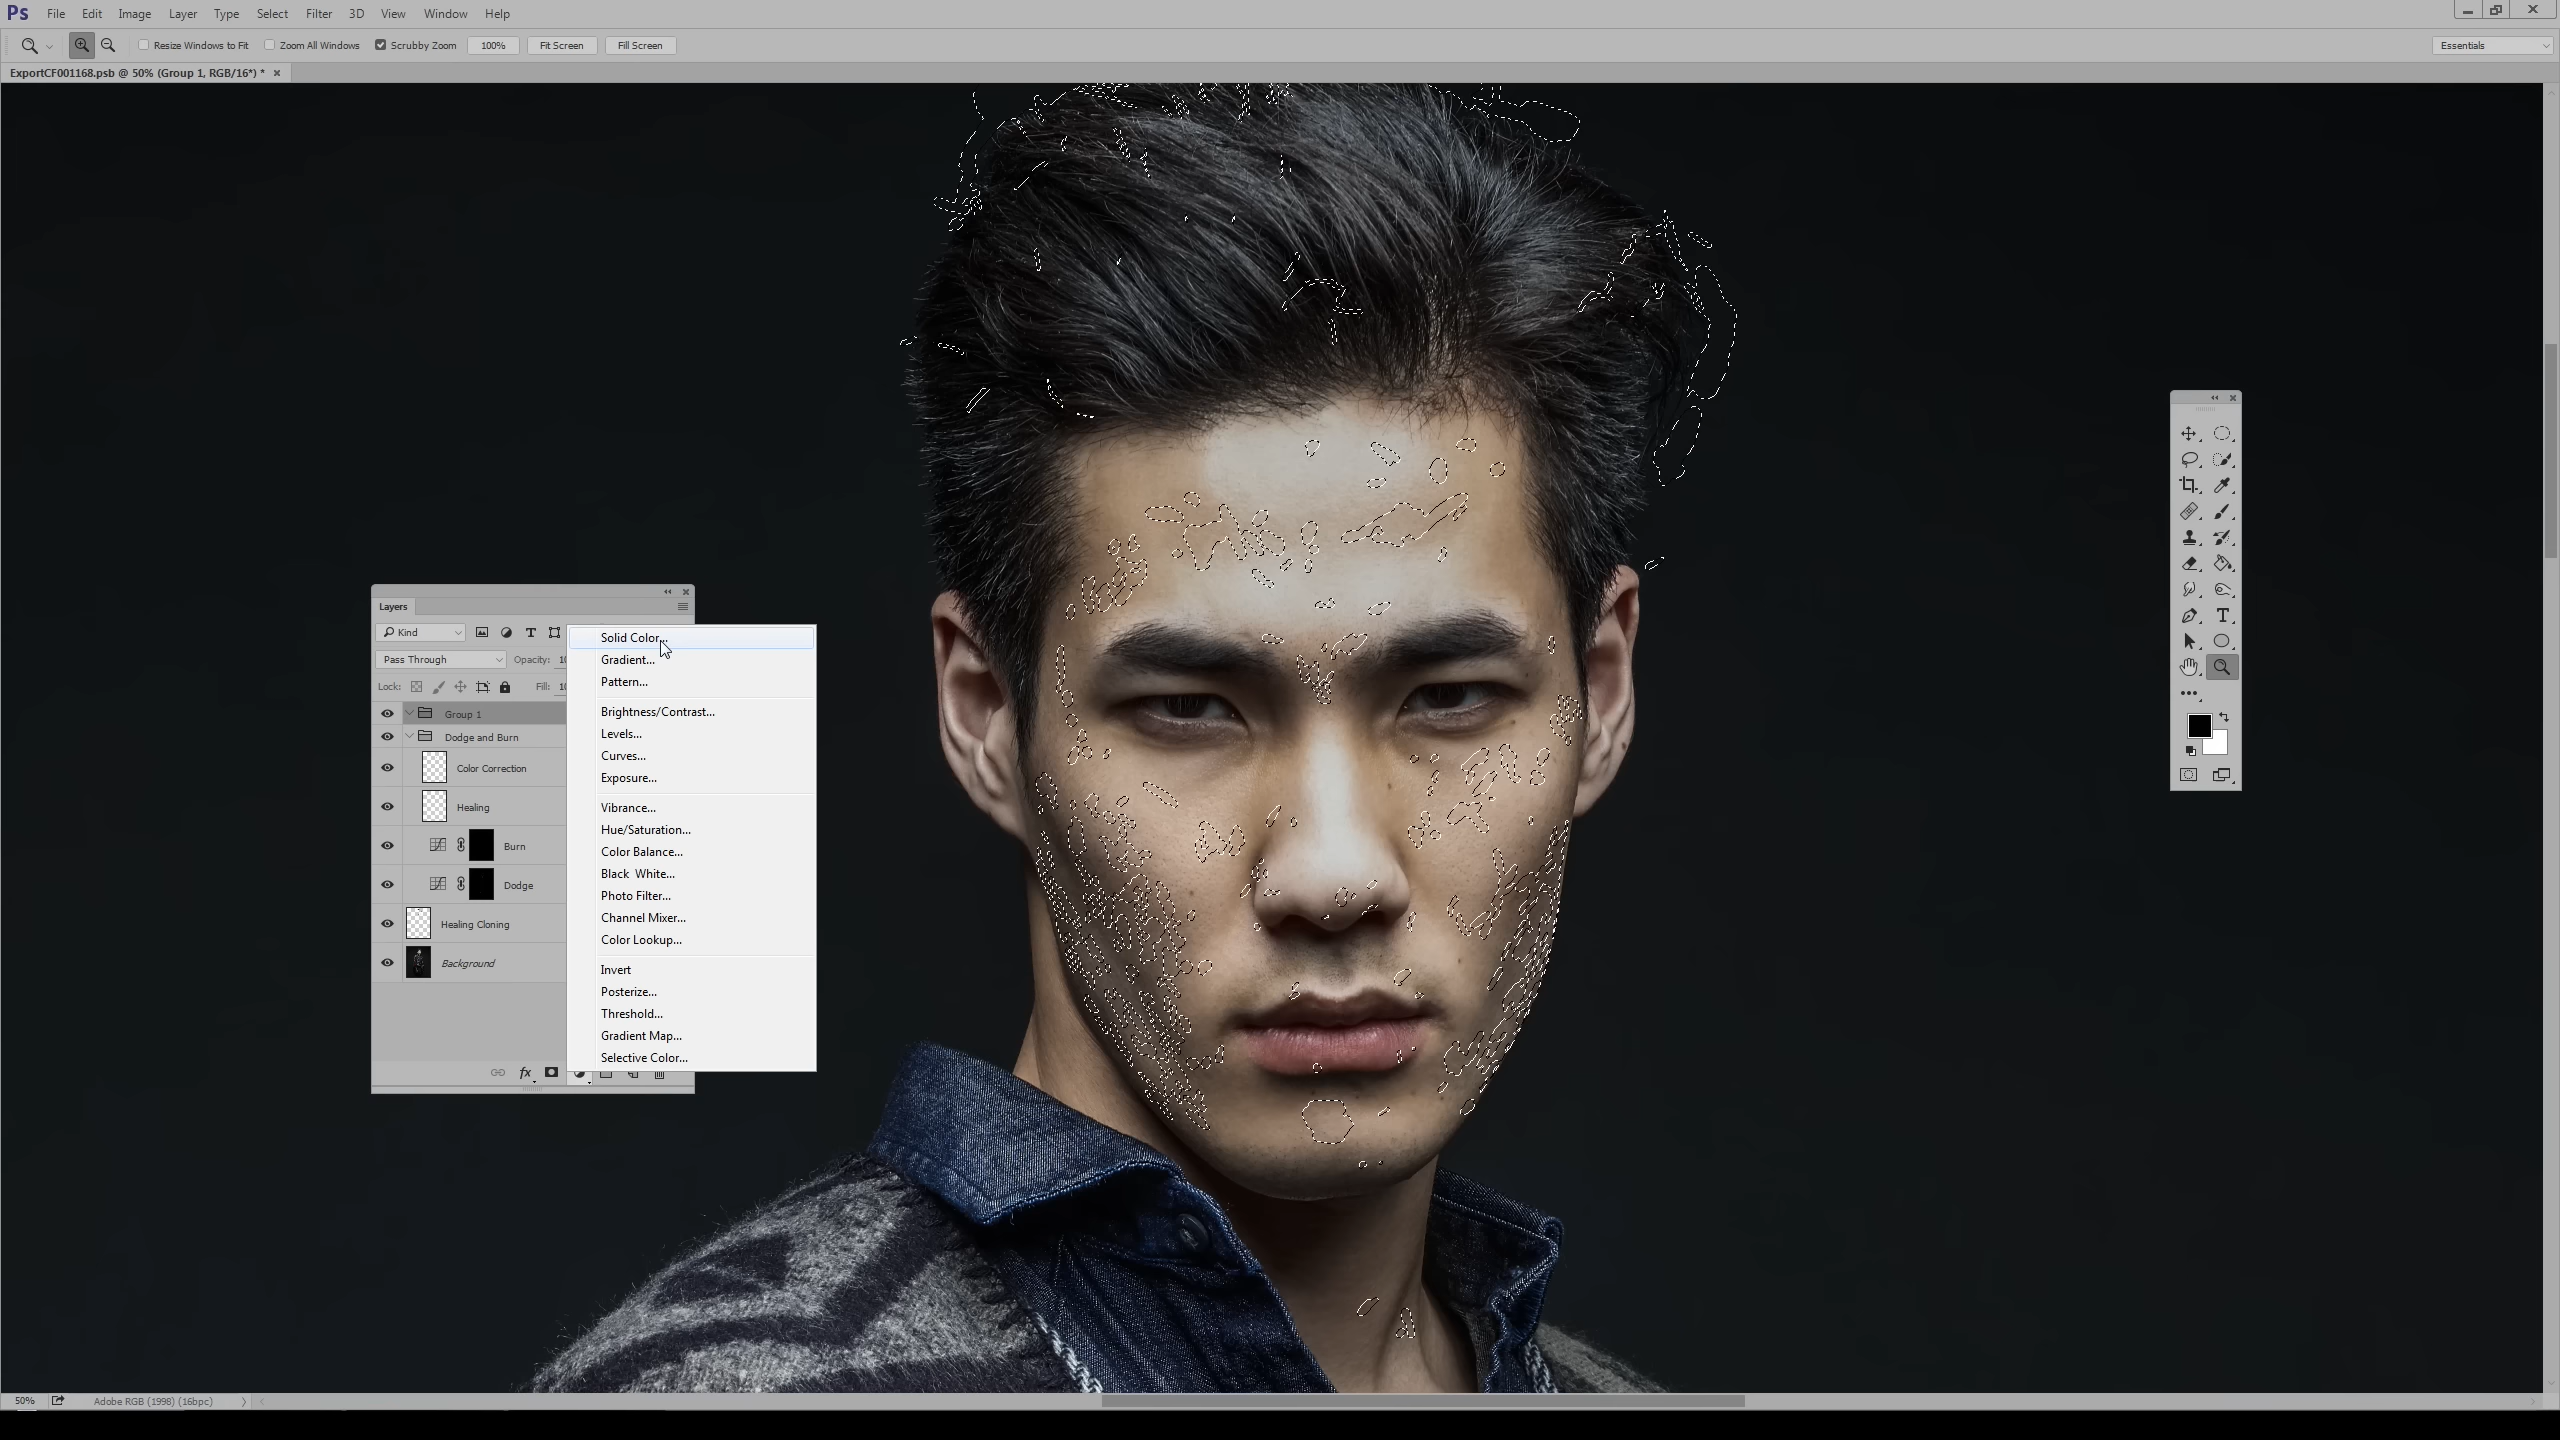 Ps File Edit Image Layer Type Select Filter 3D View Window Help
Resize Windows to Fit Zoom All Windows Scrubby Zoom 100% Fit Screen Fill Screen Essentials
ExportCF001168.psb @ 50% (Group 1, RGB/16*) *
Layers
Kind
Pass Through Opacity:
Lock: Fill:
Group 1
Dodge and Burn
Color Correction
Healing
Burn
Dodge
Healing Cloning
Background
fx
Solid Color...
Gradient...
Pattern...
Brightness/Contrast...
Levels...
Curves...
Exposure...
Vibrance...
Hue/Saturation...
Color Balance...
Black  White...
Photo Filter...
Channel Mixer...
Color Lookup...
Invert
Posterize...
Threshold...
Gradient Map...
Selective Color...
50% Adobe RGB (1998) (16bpc)